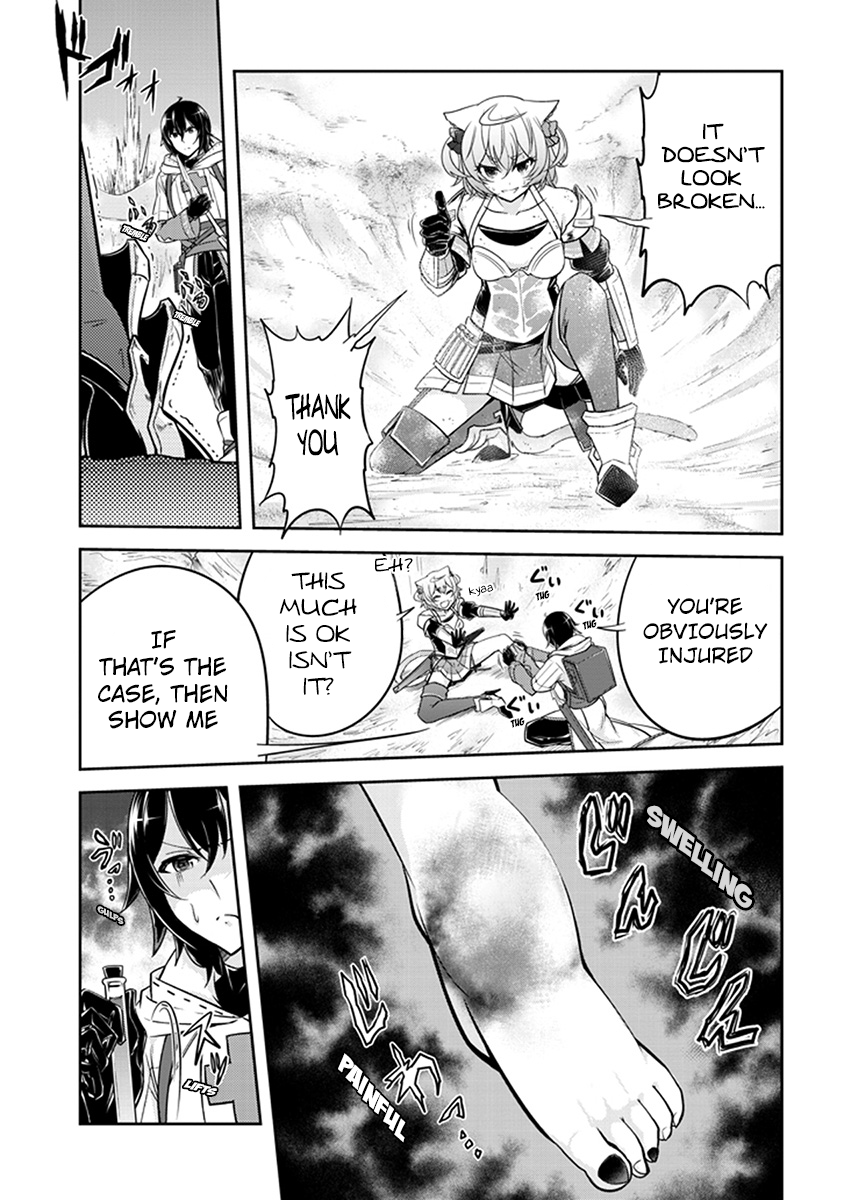 IT
DOESN'T
LOOK
BROKEN...
THANK
YOU
ドゴォォ
TREMBLE
TREMBLE
YOU'RE
OBVIOUSLY
INJURED
ぐぃ
TUG
TUG
TUG
EH?
kyaa
THIS
MUCH
IS OK
ISN'T
IT?
IF
THAT'S THE
CASE, THEN
SHOW ME
SWELLING
PAINFUL
GULPS
LIFTS